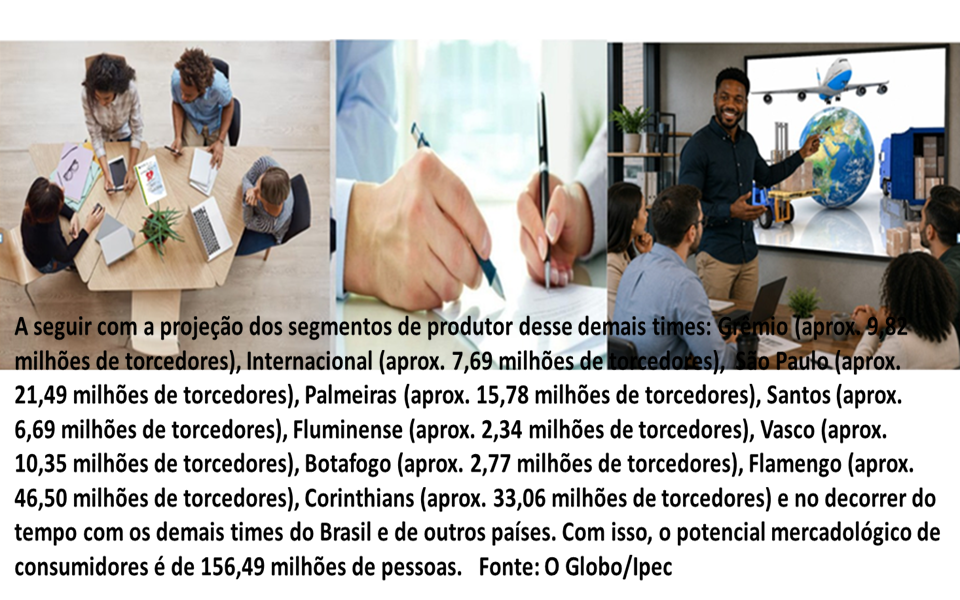 A seguir com a projeção dos segmentos de produtor desse demais times: Grêmio (aprox. 9,82
milhões de torcedores), Internacional (aprox. 7,69 milhões de torcedores), São Paulo (aprox.
21,49 milhões de torcedores), Palmeiras (aprox. 15,78 milhões de torcedores), Santos (aprox.
6,69 milhões de torcedores), Fluminense (aprox. 2,34 milhões de torcedores), Vasco (aprox.
10,35 milhões de torcedores), Botafogo (aprox. 2,77 milhões de torcedores), Flamengo (aprox.
46,50 milhões de torcedores), Corinthians (aprox. 33,06 milhões de torcedores) e no decorrer do
tempo com os demais times do Brasil e de outros países. Com isso, o potencial mercadológico de
consumidores é de 156,49 milhões de pessoas. Fonte: O Globo/Ipec